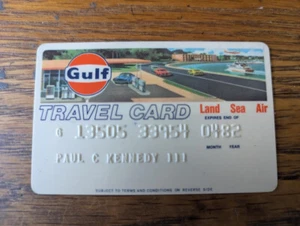 Gulf
TRAVEL CARD Land Sea Air
EXPIRES END OF
G 13505 33954 0482
MONTH YEAR
PAUL C KENNEDY III
SUBJECT TO TERMS AND CONDITIONS ON REVERSE SIDE